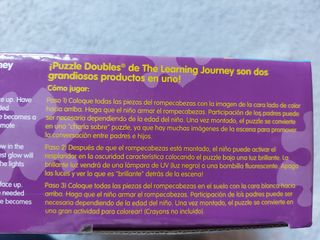 ney
¡Puzzle Doubles® de The Learning Journey son dos
grandiosos productos en uno!
Cómo jugar:
e up. Have
needed
e becomes a
mote
Paso 1) Coloque todas las piezas del rompecabezas con la imagen de la cara lado de color
hacia arriba. Haga que el niño armar el rompecabezas. Participación de los padres puede
ser necesario dependiendo de la edad del niño. Una vez montado, el puzzle se convierte
en una "charla sobre" puzzle, ya que hay muchas imágenes de la escena para promover
la conversación entre padres e hijos.
w in the
st glow will
the lights
Paso 2) Después de que el rompecabezas está montado; el niño puede activar el
resplandor en la oscuridad característica colocando el puzzle bajo una luz brillante. La
brillante luz vendrá de una lámpara de UV (luz negro) o una bombilla fluorescente. Apaga
las luces y ver lo que es "brillante" detrás de la escena!
face up.
needed
becomes
Paso 3) Coloque todas las piezas del rompecabezas en el suelo con la cara blanca hacia
arriba. Haga que el niño armar el rompecabezas. Participación de los padres puede ser
necesario dependiendo de la edad del niño. Una vez montado, el puzzle se convierte en
una gran actividad para colorear! (Crayons no incluido).